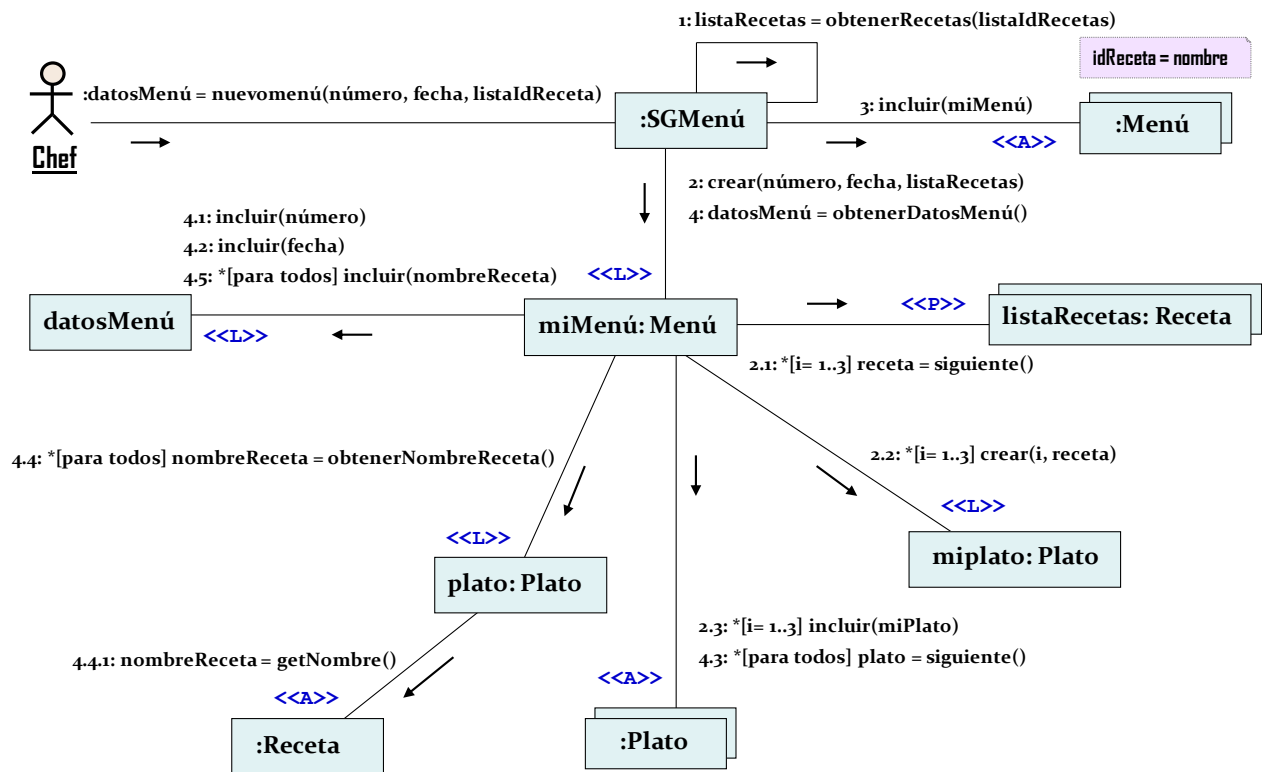 1: listaRecetas = obtenerRecetas(listaIdRecetas)
idReceta = nombre
:datosMenú = nuevomenú(número, fecha, listaIdReceta)
Chef
:SGMenú
3: incluir(miMenú)
<<A>>
:Menú
2: crear(número, fecha, listaRecetas)
4: datosMenú = obtenerDatosMenú()
4.1: incluir(número)
4.2: incluir(fecha)
4.5: *[para todos] incluir(nombreReceta)
<<L>>
datosMenú
<<L>>
miMenú: Menú
<<P>>
listaRecetas: Receta
2.1: *[i= 1..3] receta = siguiente()
4.4: *[para todos] nombreReceta = obtenerNombreReceta()
2.2: *[i= 1..3] crear(i, receta)
<<L>>
plato: Plato
<<L>>
miplato: Plato
4.4.1: nombreReceta = getNombre()
<<A>>
:Receta
2.3: *[i= 1..3] incluir(miPlato)
4.3: *[para todos] plato = siguiente()
<<A>>
:Plato